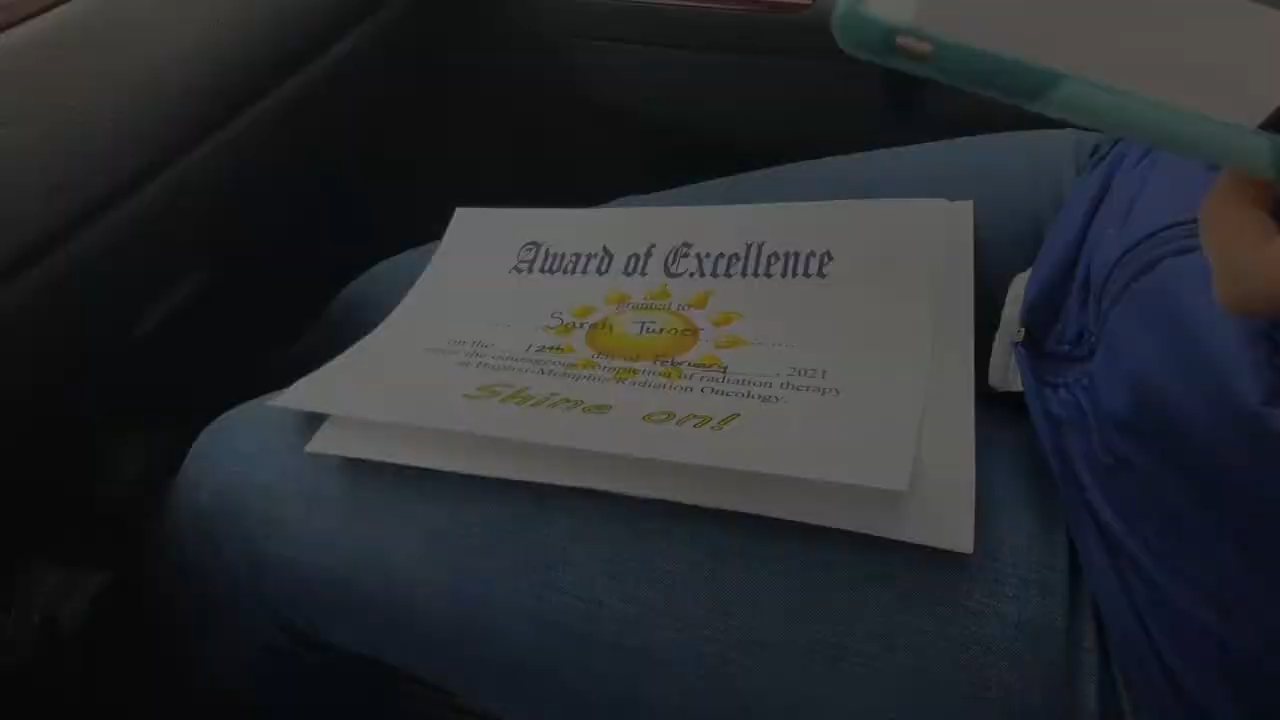 Award of Excellence
granted to
Sarah Turner
on the 12th day of February, 2021
upon the courageous completion of radiation therapy
at Baptist-Memphis Radiation Oncology.
Shine on!